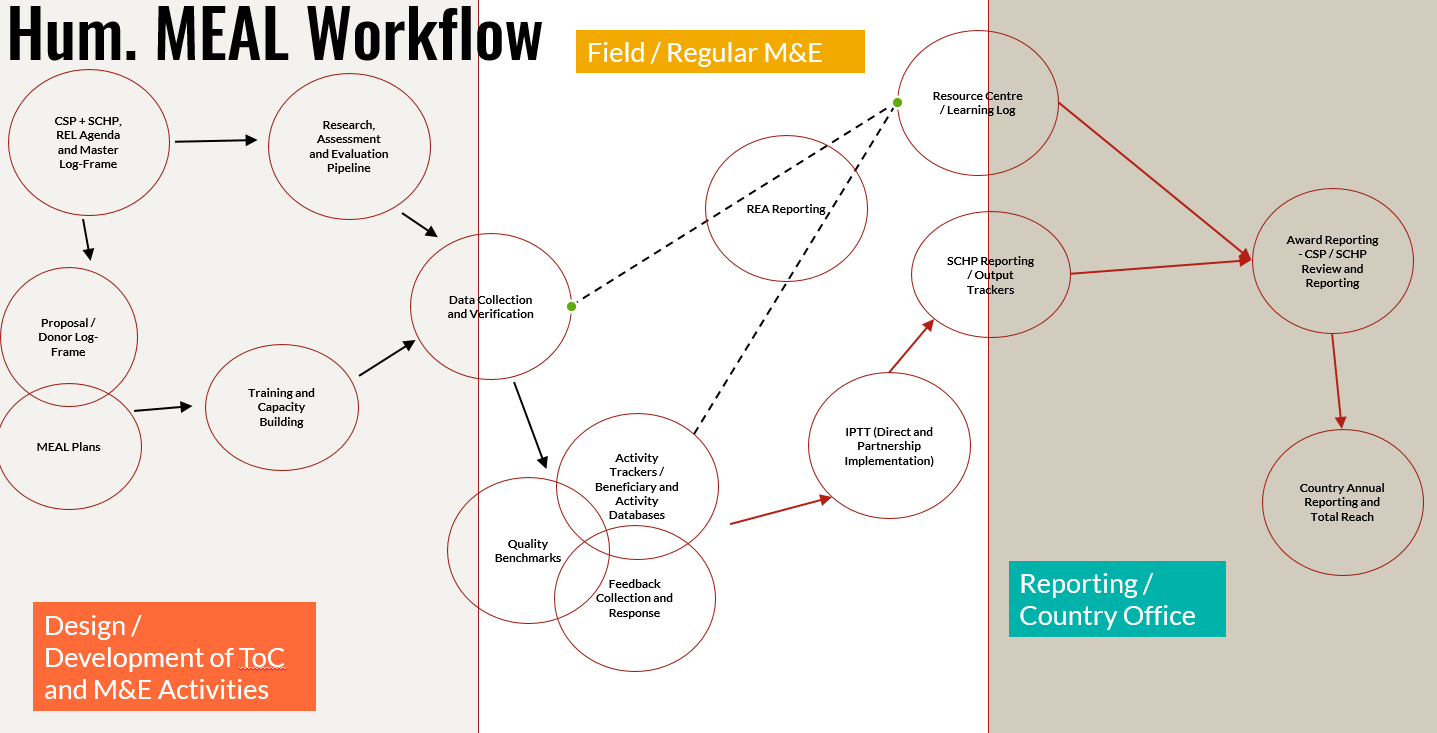 Hum. MEAL Workflow
Field / Regular M&E
CSP + SCHP,
REL Agenda
and Master
Log-Frame
Research,
Assessment
and Evaluation
Pipeline
Resource Centre
/ Learning Log
REA Reporting
SCHP Reporting
/ Output
Trackers
Award Reporting
- CSP / SCHP
Review and
Reporting
Data Collection
and Verification
Proposal /
Donor Log-
Frame
Training and
Capacity
Building
MEAL Plans
Activity
Trackers /
Beneficiary and
Activity
Databases
IPTT (Direct and
Partnership
Implementation)
Country Annual
Reporting and
Total Reach
Quality
Benchmarks
Feedback
Collection and
Response
Design /
Development of ToC
and M&E Activities
Reporting /
Country Office